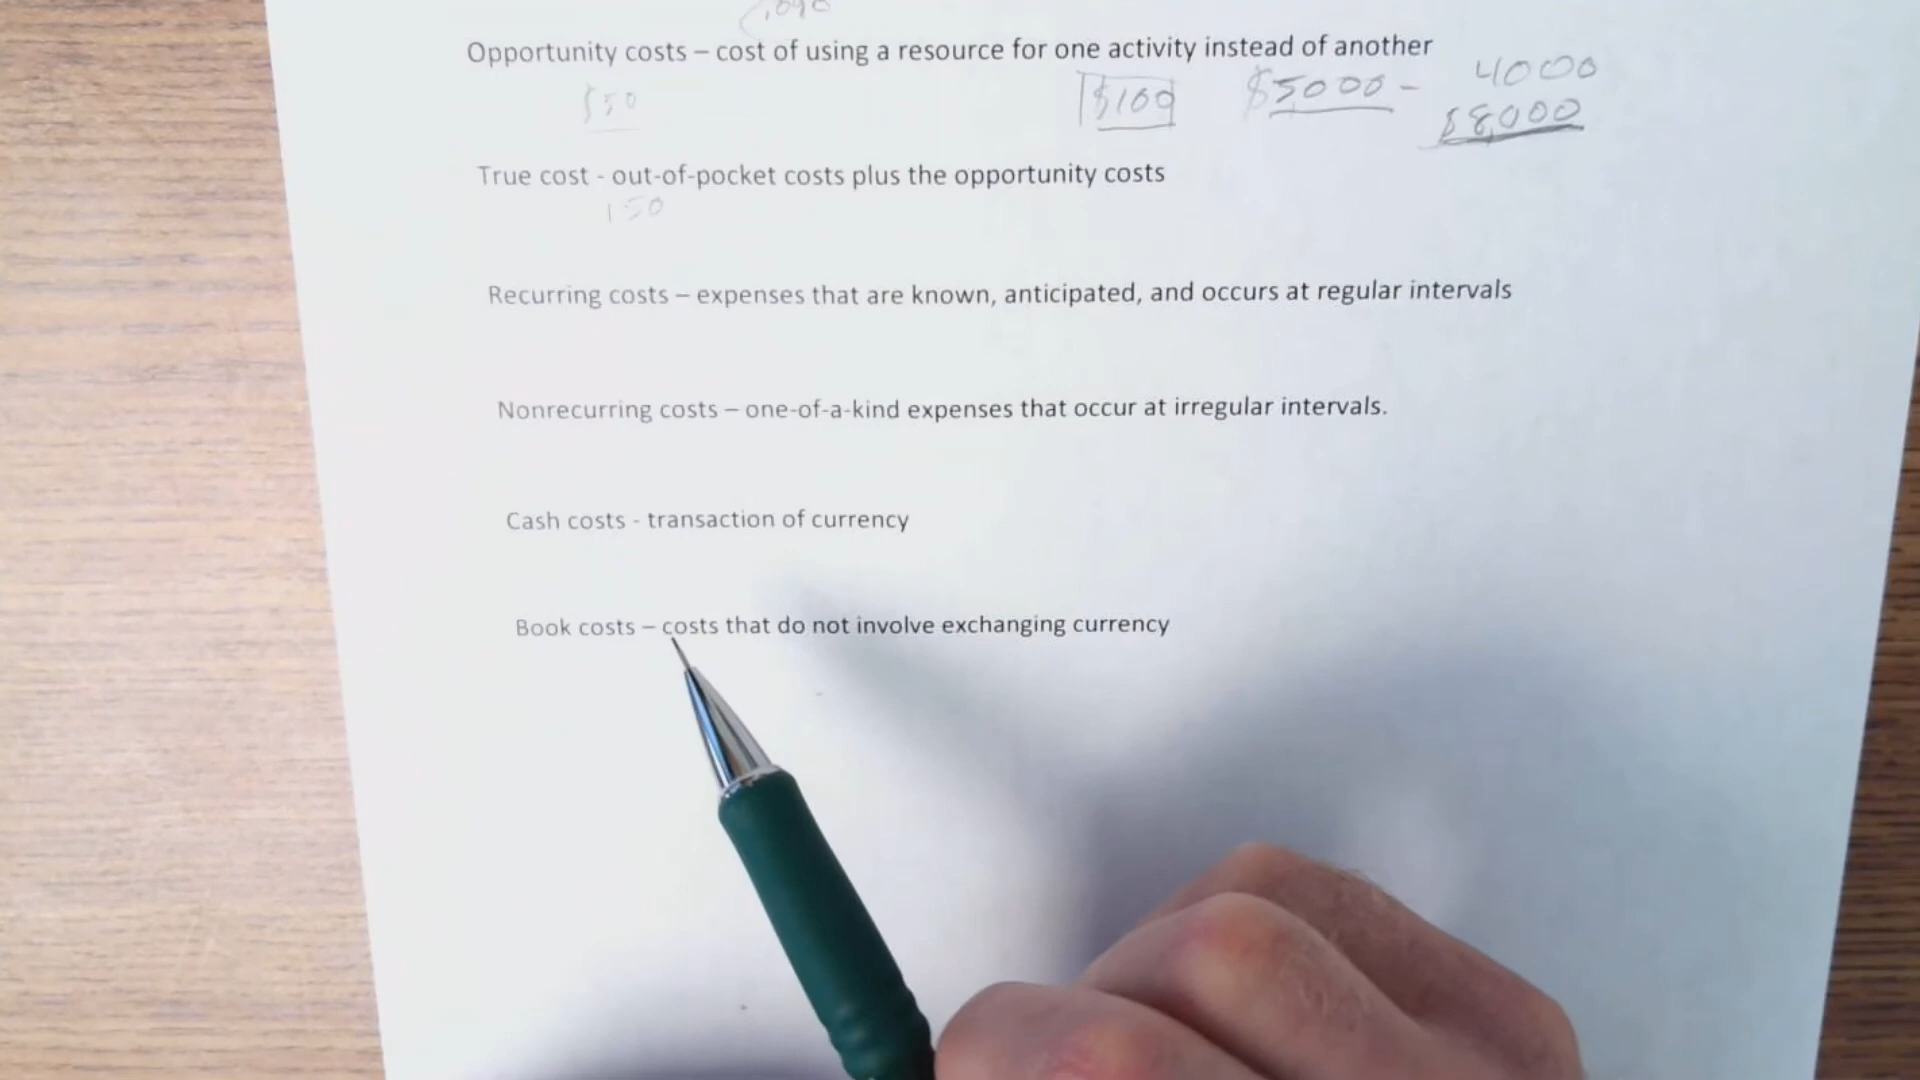 Opportunity costs – cost of using a resource for one activity instead of another
$50 $100 $5000 - 4000
$8,000
True cost - out-of-pocket costs plus the opportunity costs
150
Recurring costs – expenses that are known, anticipated, and occurs at regular intervals
Nonrecurring costs – one-of-a-kind expenses that occur at irregular intervals.
Cash costs - transaction of currency
Book costs – costs that do not involve exchanging currency